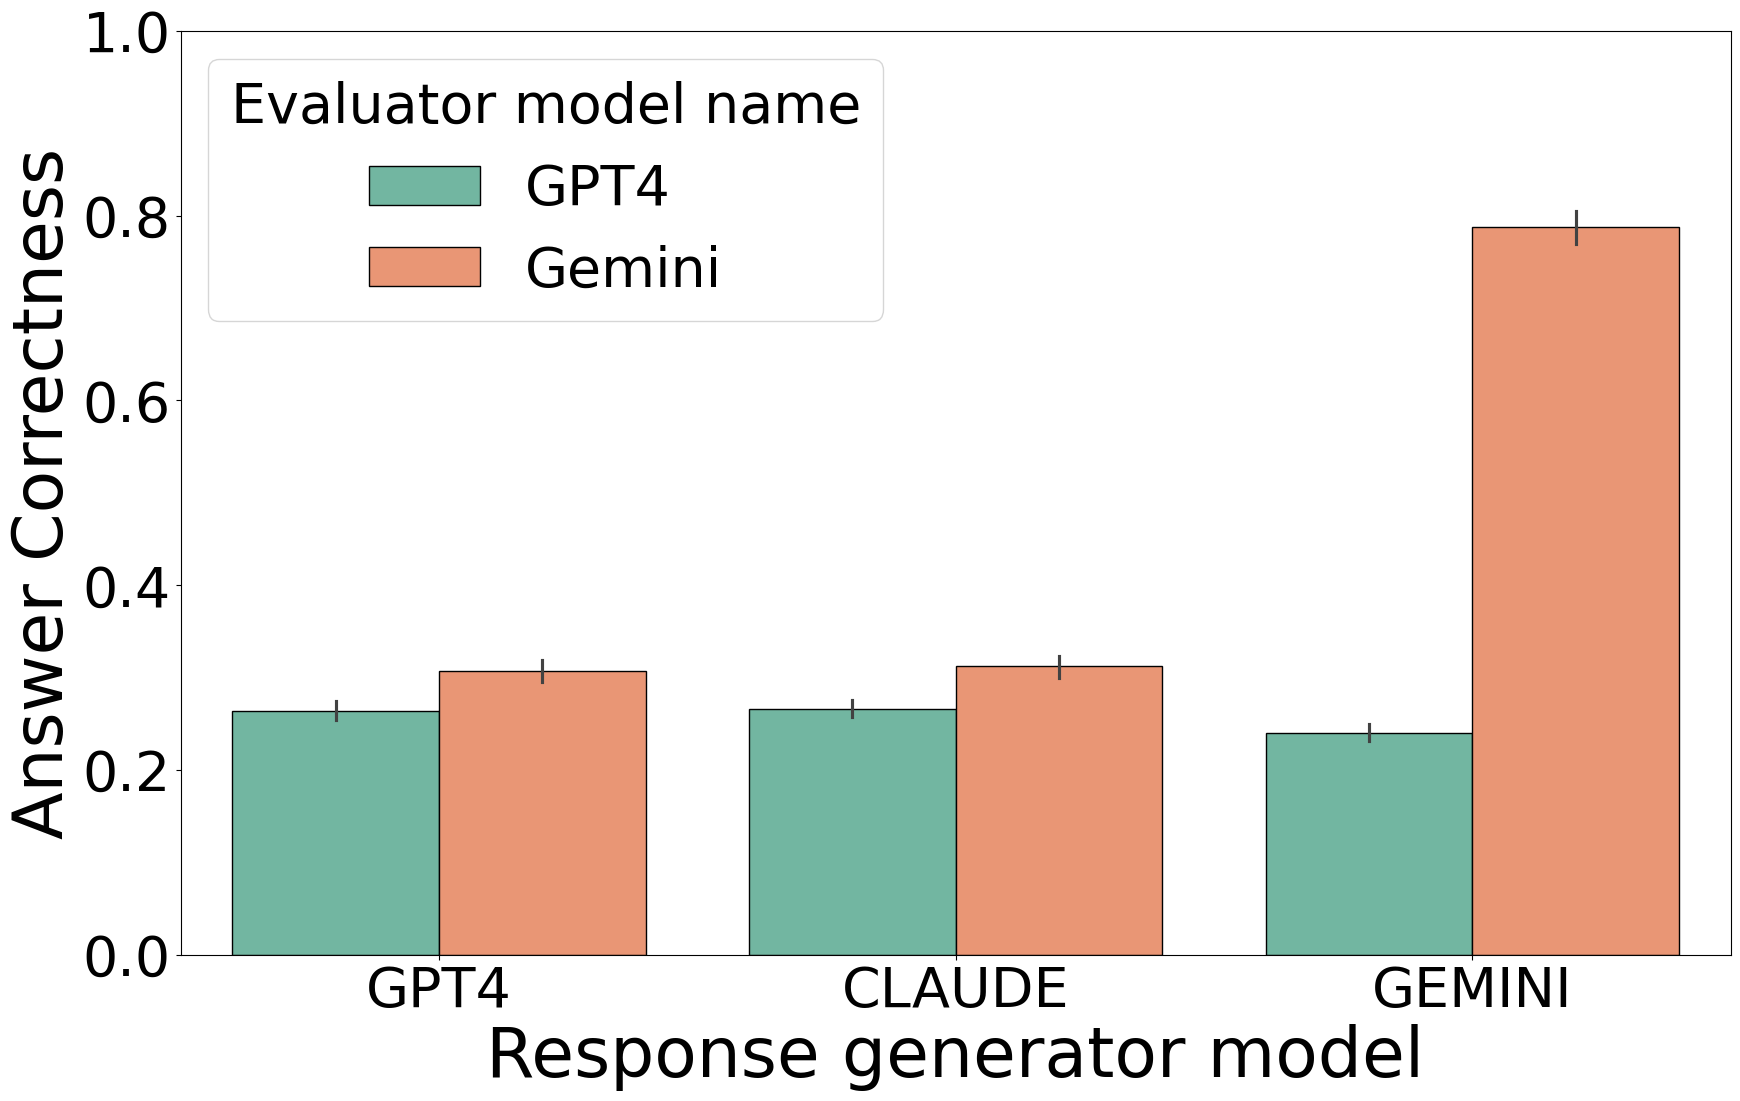 Answer Correctness
1.0
0.8
0.6
0.4
0.2
0.0
Evaluator model name
GPT4
Gemini
GPT4 CLAUDE GEMINI
Response generator model